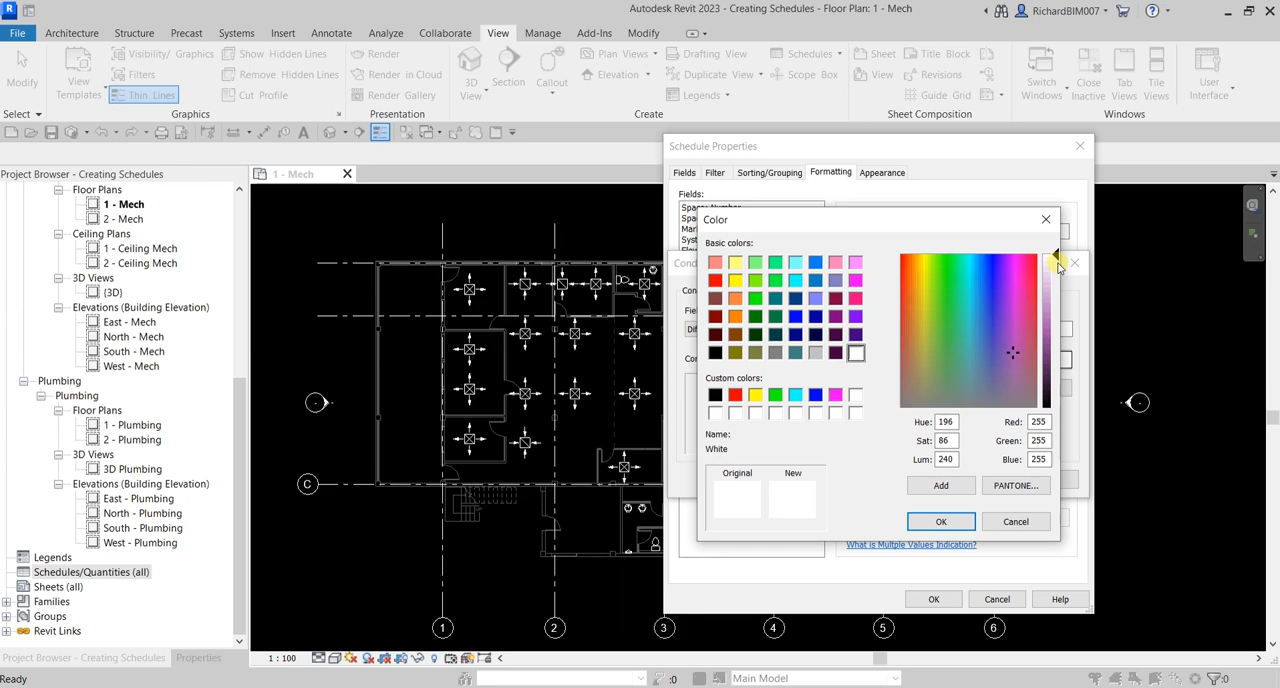 Autodesk Revit 2023 - Creating Schedules - Floor Plan: 1 - Mech
RichardBIM007
File Architecture Structure Precast Systems Insert Annotate Analyze Collaborate View Manage Add-Ins Modify
Modify
View Templates
Visibility/ Graphics
Filters
Thin Lines
Show Hidden Lines
Remove Hidden Lines
Cut Profile
Render
Render in Cloud
Render Gallery
3D View
Section
Callout
Plan Views
Elevation
Drafting View
Duplicate View
Legends
Schedules
Scope Box
Sheet
View
Title Block
Revisions
Guide Grid
Switch Windows
Close Inactive
Tab Views
Tile Views
User Interface
Select Graphics Presentation Create Sheet Composition Windows
Project Browser - Creating Schedules
1 - Mech
Floor Plans
1 - Mech
2 - Mech
Ceiling Plans
1 - Ceiling Mech
2 - Ceiling Mech
3D Views
{3D}
Elevations (Building Elevation)
East - Mech
North - Mech
South - Mech
West - Mech
Plumbing
Plumbing
Floor Plans
1 - Plumbing
2 - Plumbing
3D Views
3D Plumbing
Elevations (Building Elevation)
East - Plumbing
North - Plumbing
South - Plumbing
West - Plumbing
Legends
Schedules/Quantities (all)
Sheets (all)
Families
Groups
Revit Links
Project Browser - Creating Schedules Properties
C
1 2 3 4 5 6
Schedule Properties
Fields Filter Sorting/Grouping Formatting Appearance
Fields:
Color
Basic colors:
Custom colors:
Name:
White
Original New
Hue: 196 Red: 255
Sat: 86 Green: 255
Lum: 240 Blue: 255
Add PANTONE...
OK Cancel
What is Multiple Values Indication?
OK Cancel Help
1 : 100
Ready
:0
Main Model
:0